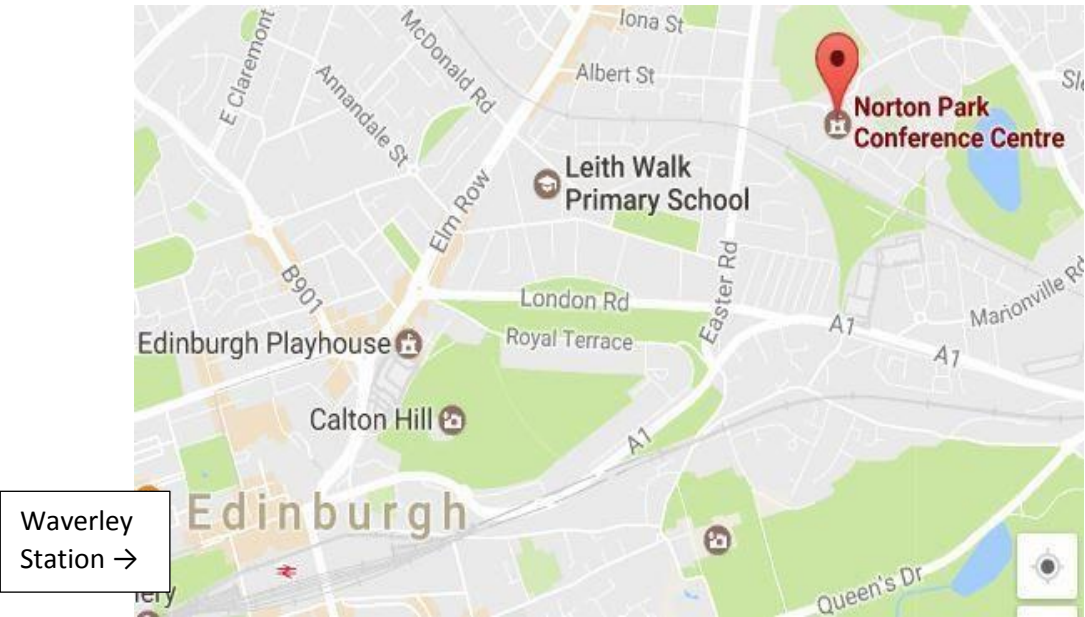 Iona St
McDonald Rd
E Claremont
Annandale St
Albert St
Norton Park
Conference Centre
Leith Walk
Primary School
Elm Row
B901
Easter Rd
London Rd
Marionville Rd
A1
Royal Terrace
Edinburgh Playhouse
A1
Calton Hill
A1
Edinburgh
Waverley
Station →
Queen's Dr